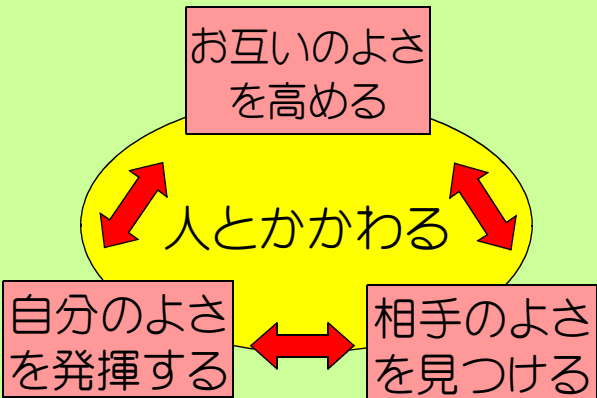 お互いのよさ
を高める
人とかかわる
自分のよさ
を発揮する
相手のよさ
を見つける